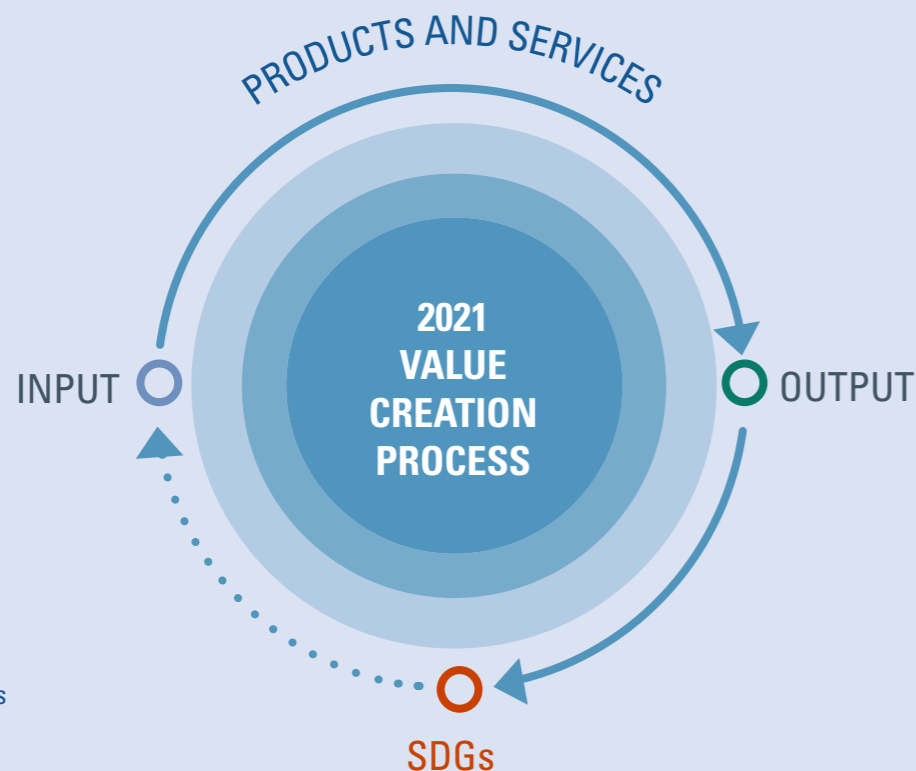 PRODUCTS AND SERVICES
2021
VALUE
CREATION
PROCESS
INPUT
OUTPUT
SDGs